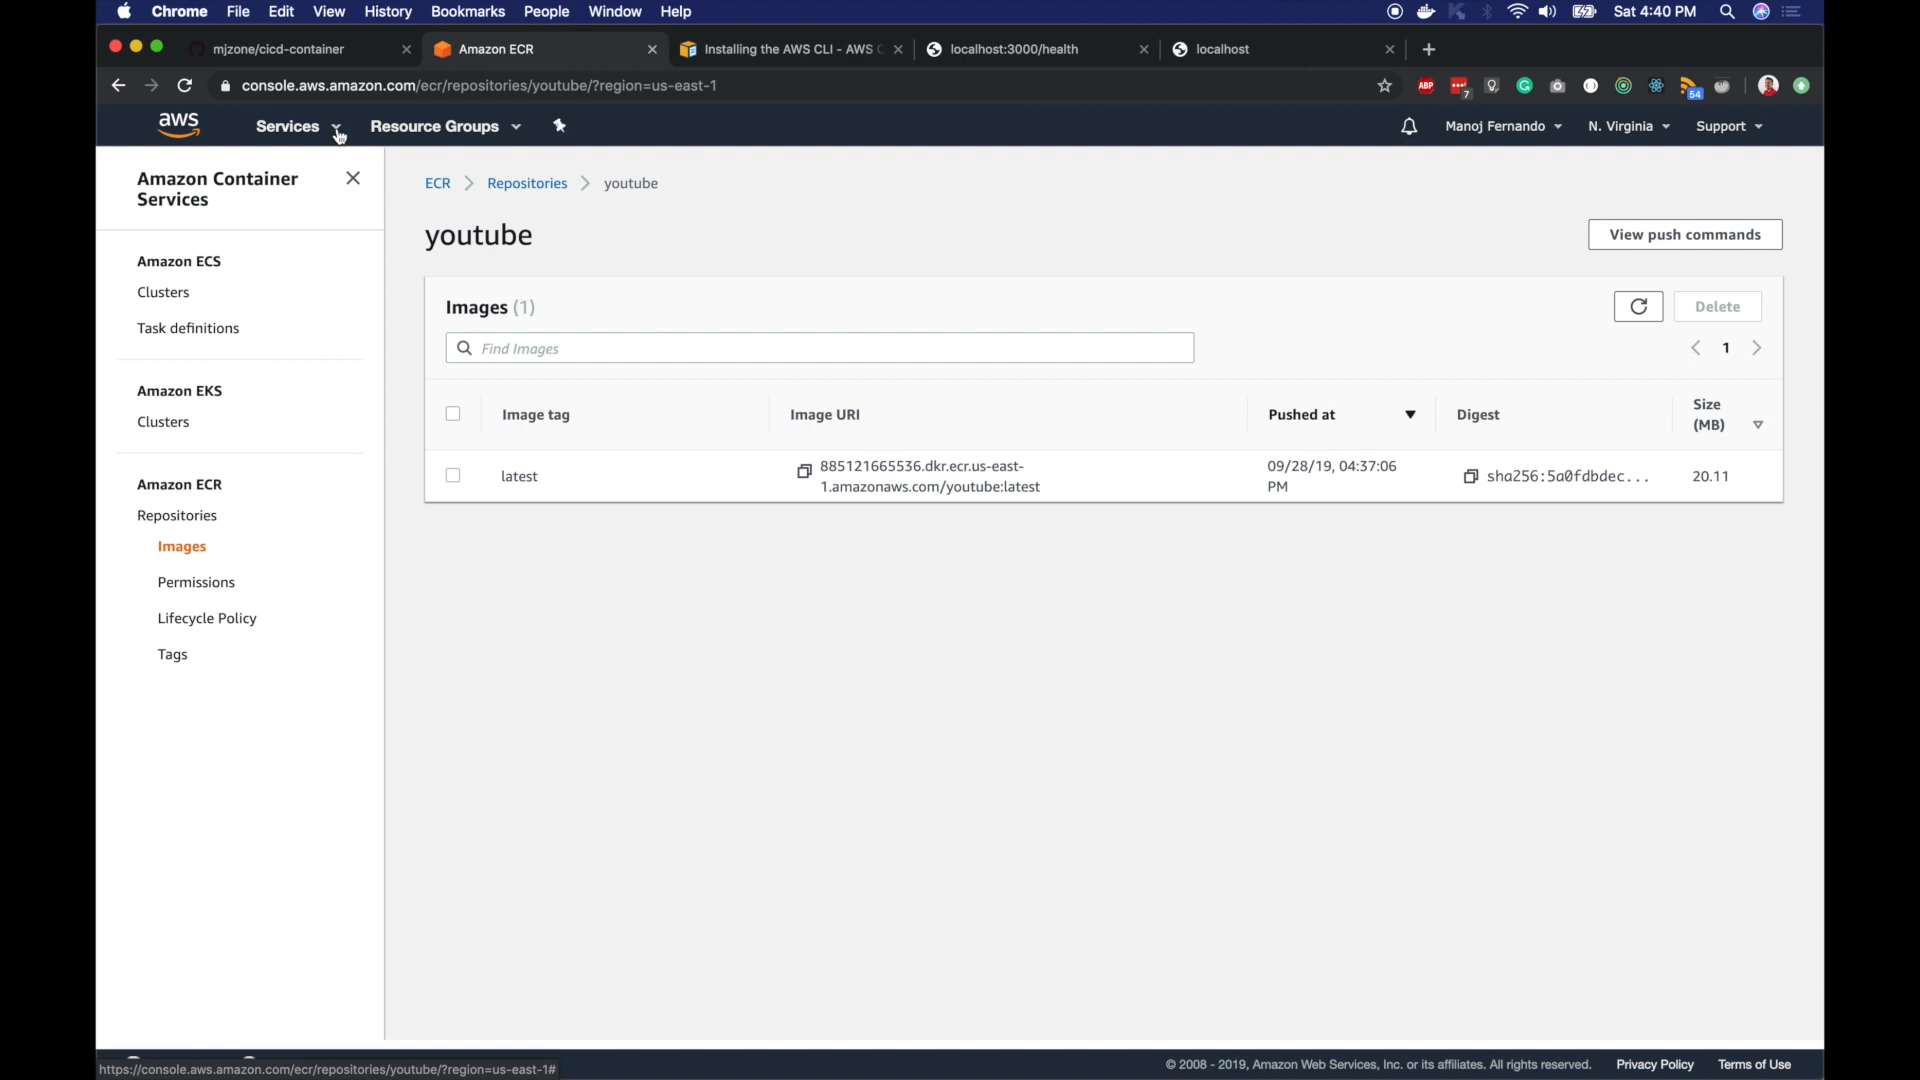 Chrome File Edit View History Bookmarks People Window Help Sat 4:40 PM
mjzone/cicd-container Amazon ECR Installing the AWS CLI - AWS C localhost:3000/health localhost
console.aws.amazon.com/ecr/repositories/youtube/?region=us-east-1 ABP 7 54
aws Services Resource Groups Manoj Fernando N. Virginia Support
Amazon Container
Services
Amazon ECS
Clusters
Task definitions
Amazon EKS
Clusters
Amazon ECR
Repositories
Images
Permissions
Lifecycle Policy
Tags
ECR Repositories youtube
youtube
View push commands
Images (1)
Delete
Find Images
1
Image tag Image URI Pushed at Digest Size
(MB)
latest 885121665536.dkr.ecr.us-east-
1.amazonaws.com/youtube:latest 09/28/19, 04:37:06
PM sha256:5a0fdbdec... 20.11
https://console.aws.amazon.com/ecr/repositories/youtube/?region=us-east-1#
© 2008 - 2019, Amazon Web Services, Inc. or its affiliates. All rights reserved. Privacy Policy Terms of Use